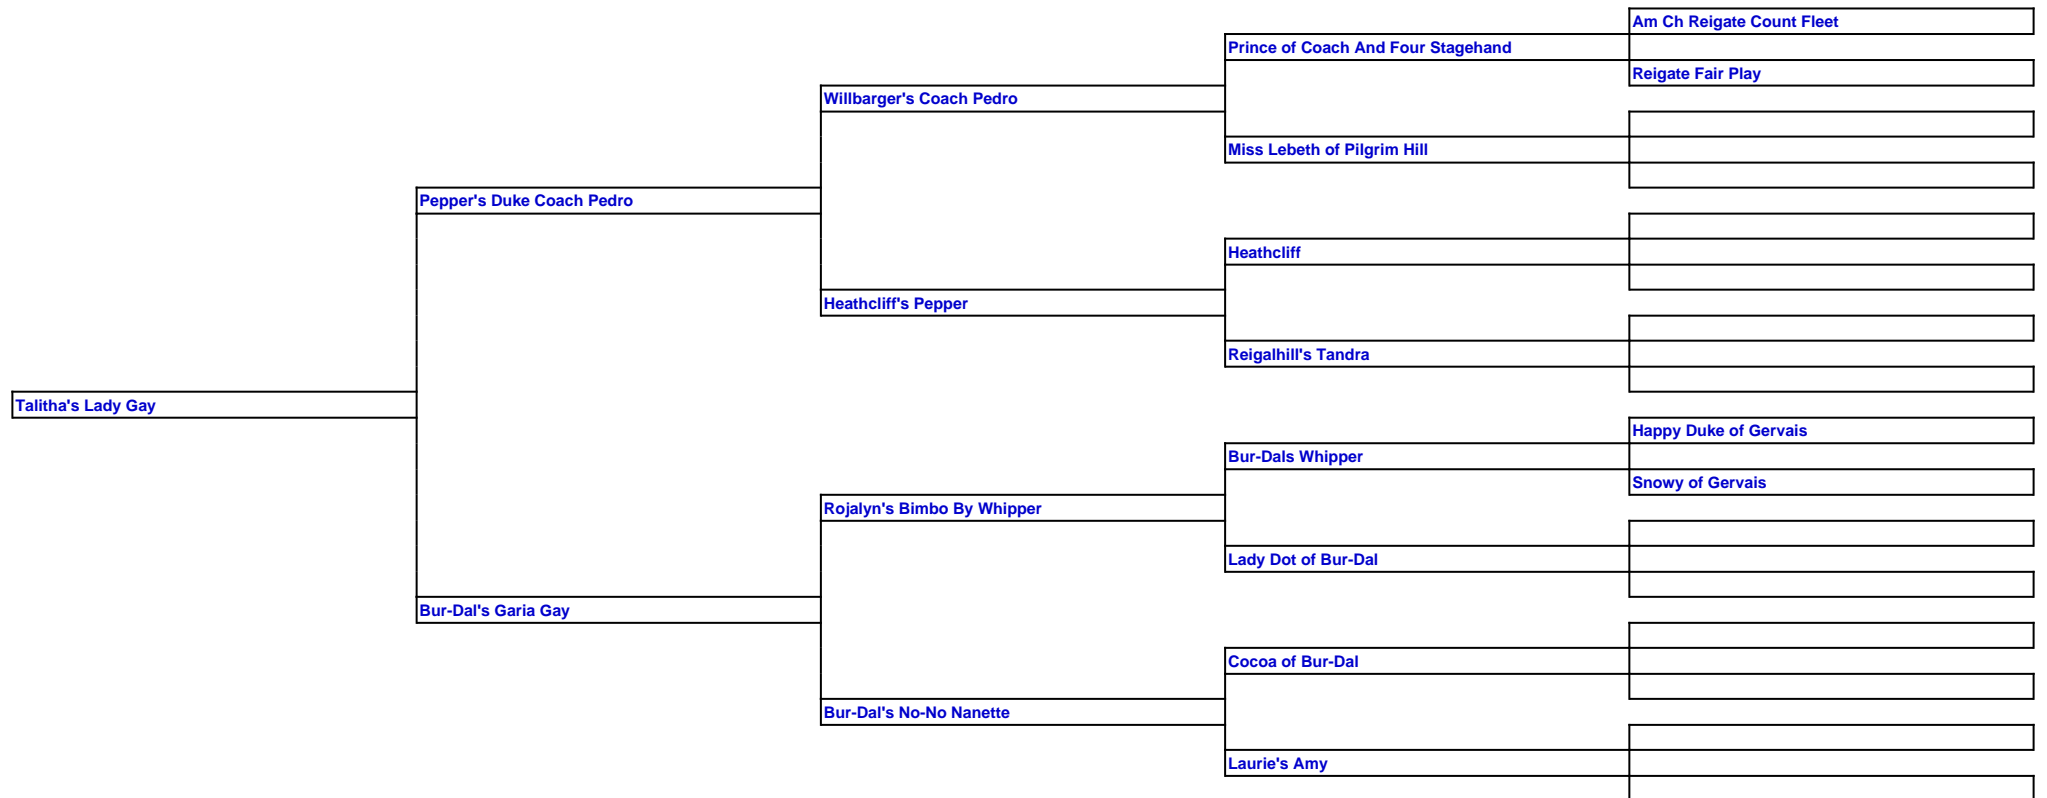 Am Ch Reigate Count Fleet
Prince of Coach And Four Stagehand
Reigate Fair Play
Willbarger's Coach Pedro
Miss Lebeth of Pilgrim Hill
Pepper's Duke Coach Pedro
Heathcliff
Heathcliff's Pepper
Reigalhill's Tandra
Talitha's Lady Gay
Happy Duke of Gervais
Bur-Dals Whipper
Snowy of Gervais
Rojalyn's Bimbo By Whipper
Lady Dot of Bur-Dal
Bur-Dal's Garia Gay
Cocoa of Bur-Dal
Bur-Dal's No-No Nanette
Laurie's Amy